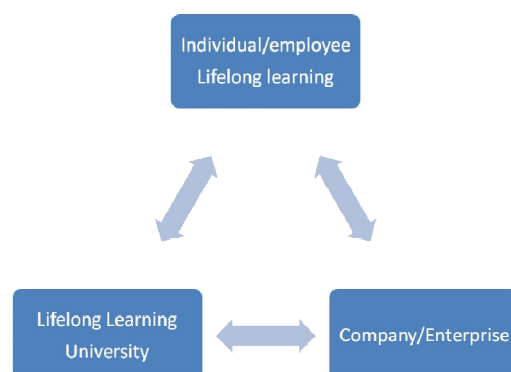 Individual/employee
Lifelong learning
Lifelong Learning
University
Company/Enterprise